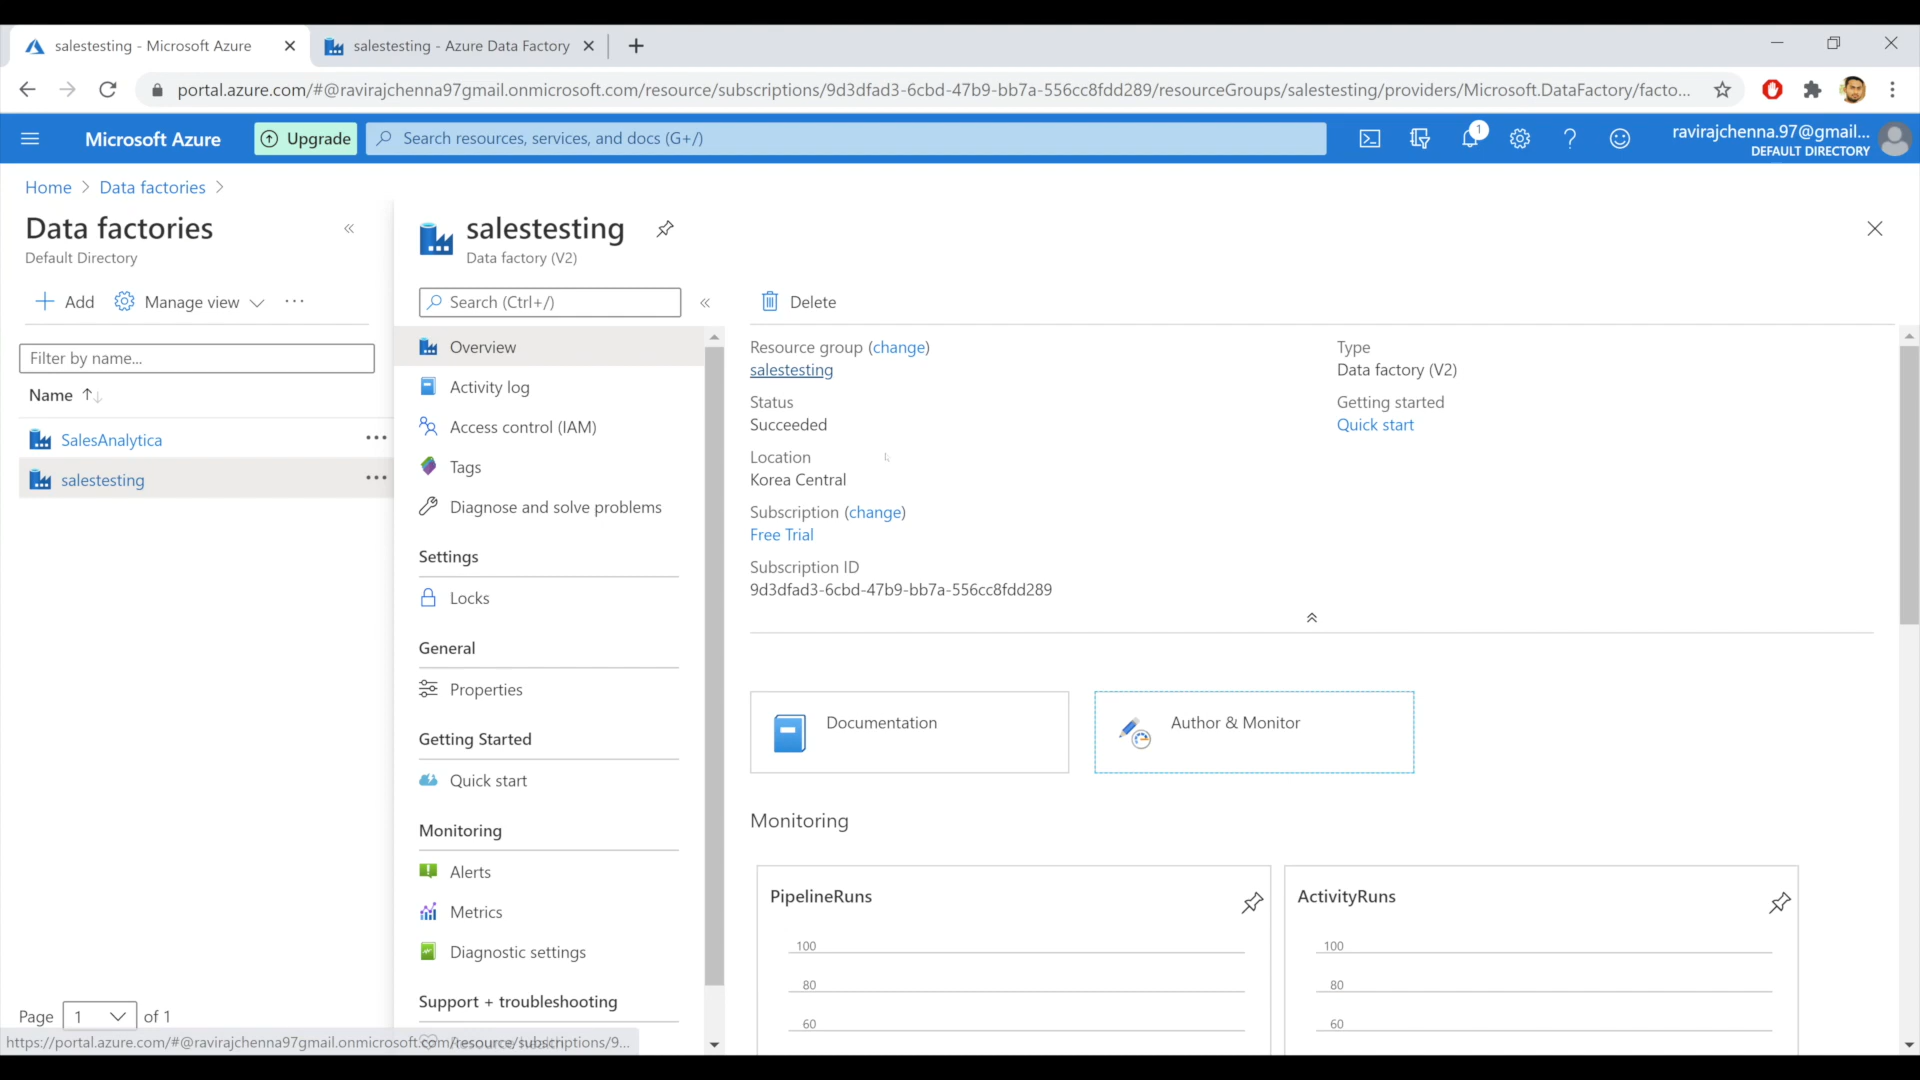 salestesting - Microsoft Azure
salestesting - Azure Data Factory
portal.azure.com/#@ravirajchenna97gmail.onmicrosoft.com/resource/subscriptions/9d3dfad3-6cbd-47b9-bb7a-556cc8fdd289/resourceGroups/salestesting/providers/Microsoft.DataFactory/facto...
Microsoft Azure
Upgrade
Search resources, services, and docs (G+/)
1
ravirajchenna.97@gmail...
DEFAULT DIRECTORY
Home > Data factories >
Data factories
Default Directory
Add
Manage view
...
Filter by name...
Name
SalesAnalytica
salestesting
Page 1 of 1
salestesting
Data factory (V2)
Search (Ctrl+/)
Overview
Activity log
Access control (IAM)
Tags
Diagnose and solve problems
Settings
Locks
General
Properties
Getting Started
Quick start
Monitoring
Alerts
Metrics
Diagnostic settings
Support + troubleshooting
Delete
Resource group (change)
salestesting
Status
Succeeded
Location
Korea Central
Subscription (change)
Free Trial
Subscription ID
9d3dfad3-6cbd-47b9-bb7a-556cc8fdd289
Type
Data factory (V2)
Getting started
Quick start
Documentation
Author & Monitor
Monitoring
PipelineRuns
100
80
60
ActivityRuns
100
80
60
https://portal.azure.com/#@ravirajchenna97gmail.onmicrosoft.com/resource/subscriptions/9...